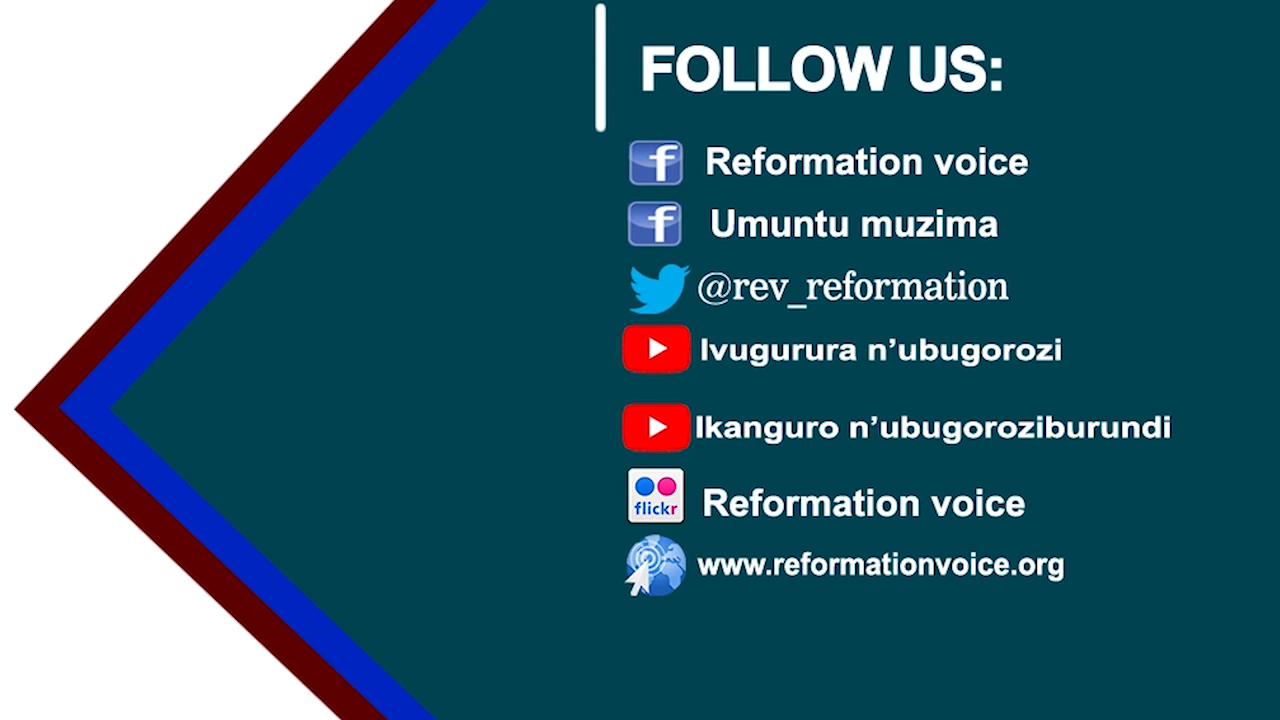 FOLLOW US:
f Reformation voice
f Umuntu muzima
@rev_reformation
Ivugurura n’ubugorozi
Ikanguro n’ubugoroziburundi
flickr Reformation voice
www.reformationvoice.org